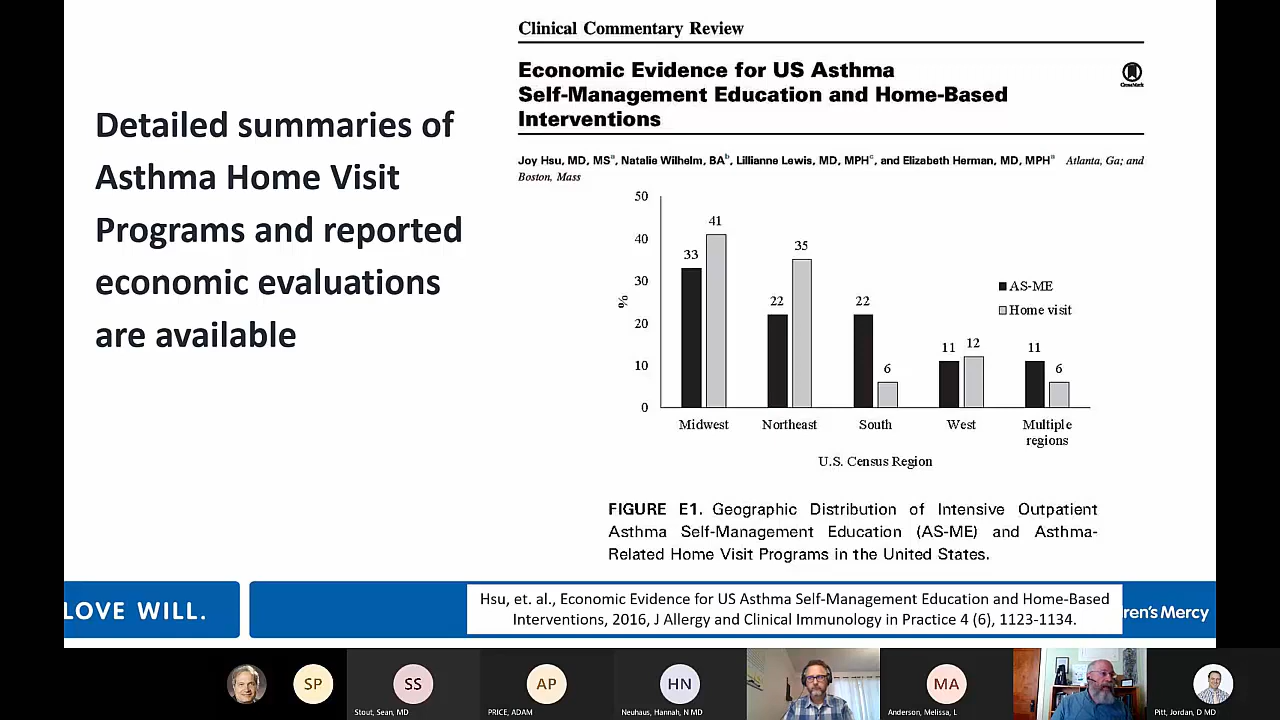 Detailed summaries of
Asthma Home Visit
Programs and reported
economic evaluations
are available
Clinical Commentary Review
Economic Evidence for US Asthma
Self-Management Education and Home-Based
Interventions
CrossMark
Joy Hsu, MD, MSᵃ, Natalie Wilhelm, BAᵇ, Lillianne Lewis, MD, MPHᶜ, and Elizabeth Herman, MD, MPHᵃ Atlanta, Ga; and
Boston, Mass
50
40
30
20
10
0
%
33
41
22
35
22
6
11
12
11
6
AS-ME
Home visit
Midwest
Northeast
South
West
Multiple
regions
U.S. Census Region
FIGURE E1. Geographic Distribution of Intensive Outpatient
Asthma Self-Management Education (AS-ME) and Asthma-
Related Home Visit Programs in the United States.
LOVE WILL.
Hsu, et. al., Economic Evidence for US Asthma Self-Management Education and Home-Based
Interventions, 2016, J Allergy and Clinical Immunology in Practice 4 (6), 1123-1134.
ren's Mercy
SP
SS
Stout, Sean, MD
AP
PRICE, ADAM
HN
Neuhaus, Hannah, N MD
MA
Anderson, Melissa, L
Pitt, Jordan, D MD